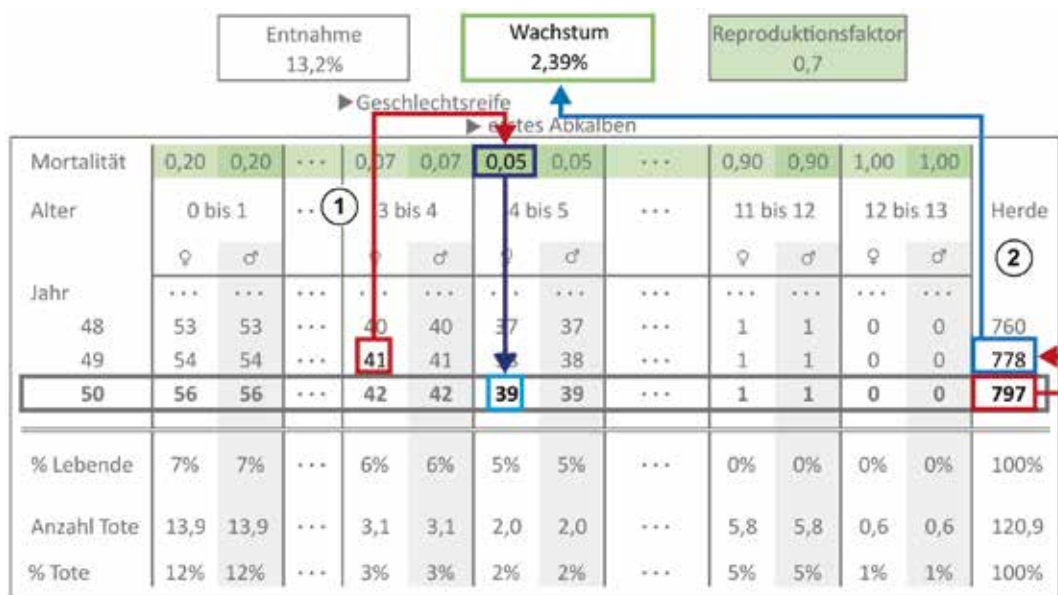 Entnahme
13,2%
Wachstum
2,39%
Reproduktionsfaktor
0,7
▶Geschlechtsreife
▶ erstes Abkalben
Mortalität 0,20 0,20 ... 0,07 0,07 0,05 0,05 ... 0,90 0,90 1,00 1,00
Alter 0 bis 1 ... 1 3 bis 4 4 bis 5 ... 11 bis 12 12 bis 13 Herde
♀ ♂ ♀ ♂ ♀ ♂ ♀ ♂ ♀ ♂ 2
Jahr ... ... ... ... ... ... ... ... ... ... ... ...
48 53 53 ... 40 40 37 37 ... 1 1 0 0 760
49 54 54 ... 41 41 38 ... 1 1 0 0 778
50 56 56 ... 42 42 39 39 ... 1 1 0 0 797
% Lebende 7% 7% ... 6% 6% 5% 5% ... 0% 0% 0% 0% 100%
Anzahl Tote 13,9 13,9 ... 3,1 3,1 2,0 2,0 ... 5,8 5,8 0,6 0,6 120,9
% Tote 12% 12% ... 3% 3% 2% 2% ... 5% 5% 1% 1% 100%